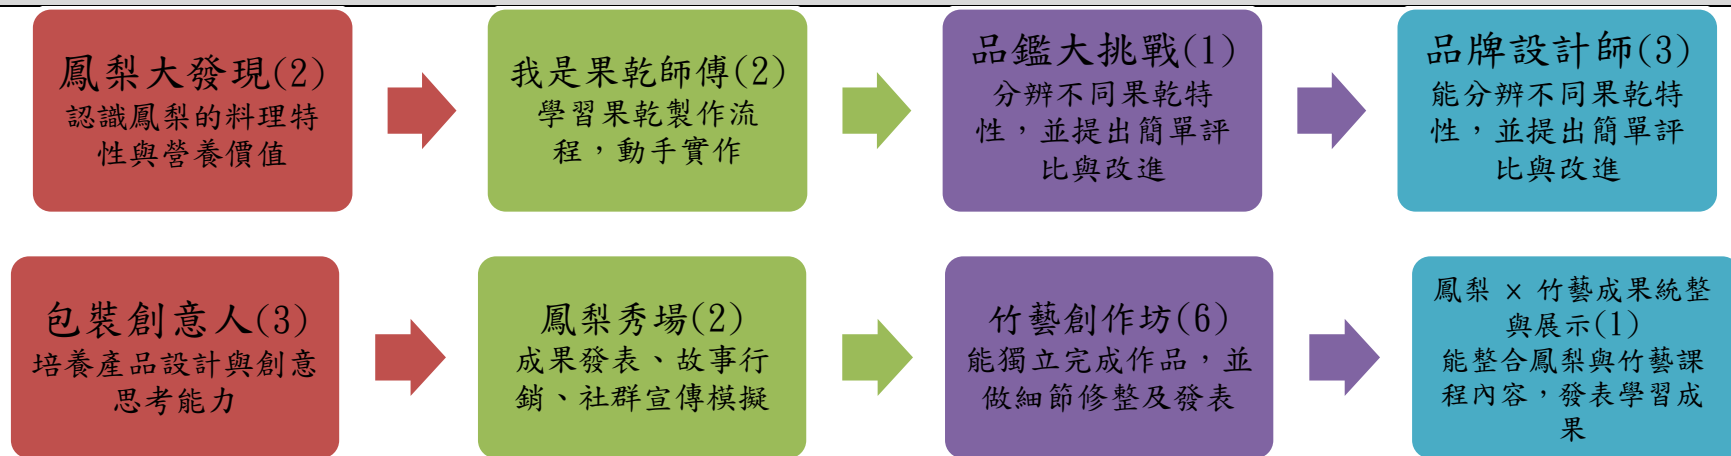 鳳梨大發現(2)
認識鳳梨的料理特
性與營養價值
我是果乾師傅(2)
學習果乾製作流
程，動手實作
品鑑大挑戰(1)
分辨不同果乾特
性，並提出簡單評
比與改進
品牌設計師(3)
能分辨不同果乾特
性，並提出簡單評
比與改進
包裝創意人(3)
培養產品設計與創意
思考能力
鳳梨秀場(2)
成果發表、故事行
銷、社群宣傳模擬
竹藝創作坊(6)
能獨立完成作品，並
做細節修整及發表
鳳梨 × 竹藝成果統整
與展示(1)
能整合鳳梨與竹藝課
程內容，發表學習成
果